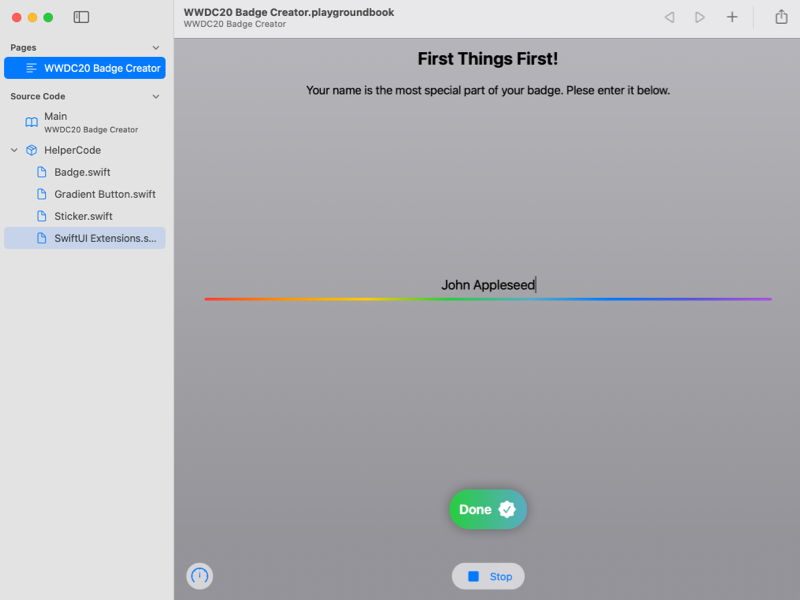 WWDC20 Badge Creator.playgroundbook
WWDC20 Badge Creator
Pages
WWDC20 Badge Creator
Source Code
Main
WWDC20 Badge Creator
HelperCode
Badge.swift
Gradient Button.swift
Sticker.swift
SwiftUI Extensions.s...
First Things First!
Your name is the most special part of your badge. Plese enter it below.
John Appleseed
Done
Stop